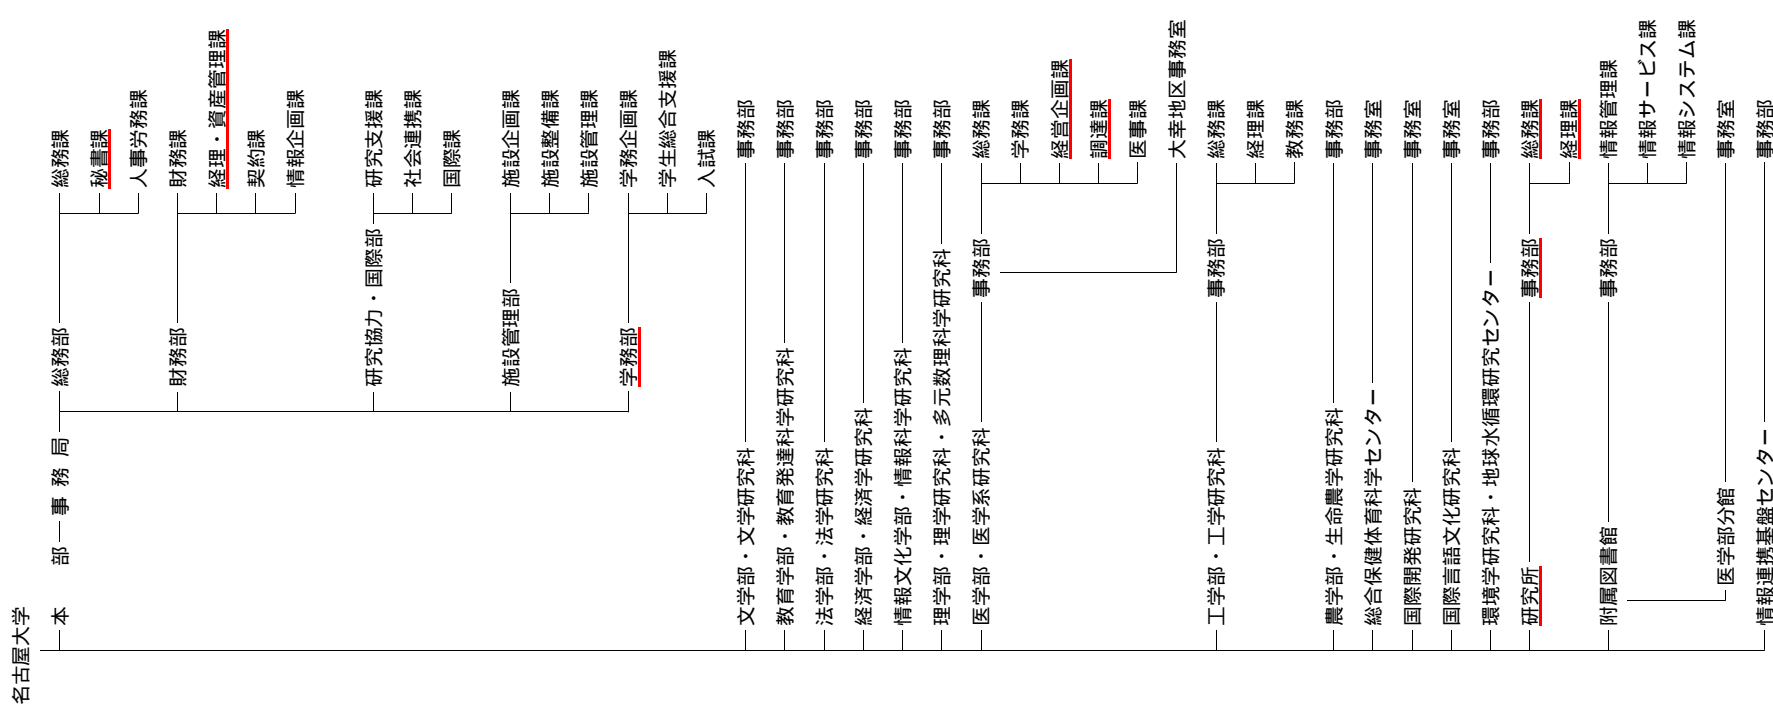 名古屋大学
本部
事務局
総務部
総務課
秘書課
人事労務課
財務部
財務課
経理・資産管理課
契約課
情報企画課
研究協力・国際部
研究支援課
社会連携課
国際課
施設管理部
施設企画課
施設整備課
施設管理課
学務部
学務企画課
学生総合支援課
入試課
文学部・文学研究科
事務部
教育学部・教育発達科学研究科
事務部
法学部・法学研究科
事務部
経済学部・経済学研究科
事務部
情報文化学部・情報科学研究科
事務部
理学部・理学研究科・多元数理科学研究科
事務部
医学部・医学系研究科
事務部
総務課
学務課
経営企画課
調達課
医事課
大幸地区事務室
工学部・工学研究科
事務部
総務課
経理課
教務課
農学部・生命農学研究科
事務部
総合保健体育科学センター
事務室
国際開発研究科
事務室
国際言語文化研究科
事務室
環境学研究科・地球水循環研究センター
事務部
研究所
事務部
総務課
経理課
附属図書館
事務部
情報管理課
情報サービス課
情報システム課
医学部分館
事務室
情報連携基盤センター
事務部